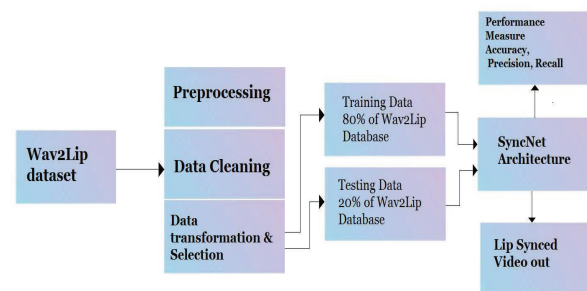 Wav2Lip
dataset
Preprocessing
Data Cleaning
Data
transformation &
Selection
Training Data
80% of Wav2Lip
Database
Testing Data
20% of Wav2Lip
Database
Performance
Measure
Accuracy,
Precision, Recall
SyncNet
Architecture
Lip Synced
Video out